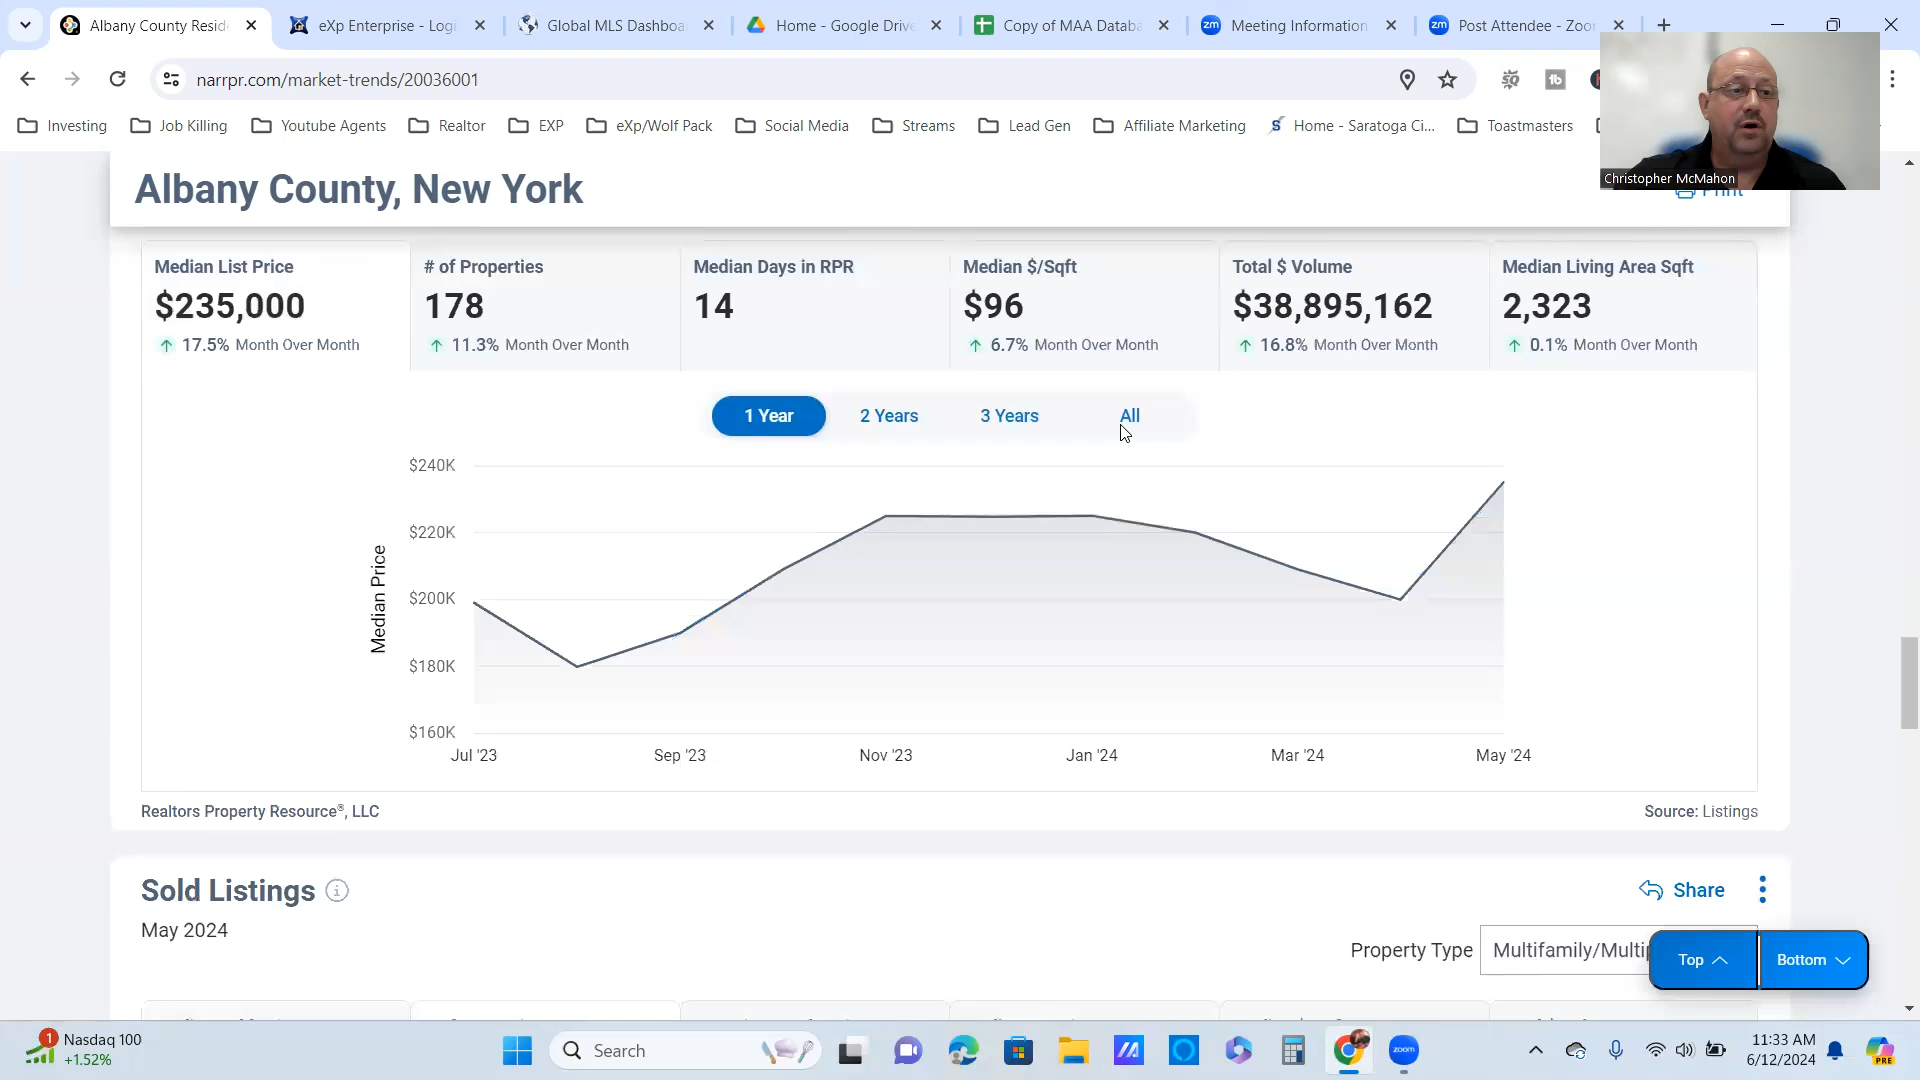 Albany County Reside
eXp Enterprise - Logi
Global MLS Dashboa
Home - Google Drive
Copy of MAA Databa
Meeting Information
Post Attendee - Zoo
narrpr.com/market-trends/20036001
Investing
Job Killing
Youtube Agents
Realtor
EXP
eXp/Wolf Pack
Social Media
Streams
Lead Gen
Affiliate Marketing
Home - Saratoga Ci...
Toastmasters
Christopher McMahon
Albany County, New York
Print
Median List Price
$235,000
17.5% Month Over Month
# of Properties
178
11.3% Month Over Month
Median Days in RPR
14
Median $/Sqft
$96
6.7% Month Over Month
Total $ Volume
$38,895,162
16.8% Month Over Month
Median Living Area Sqft
2,323
0.1% Month Over Month
1 Year
2 Years
3 Years
All
Median Price
$240K
$220K
$200K
$180K
$160K
Jul '23
Sep '23
Nov '23
Jan '24
Mar '24
May '24
Realtors Property Resource®, LLC
Source: Listings
Sold Listings
Share
May 2024
Property Type
Multifamily/Multip
Top
Bottom
1
Nasdaq 100
+1.52%
Search
zoom
11:33 AM
6/12/2024
PRE